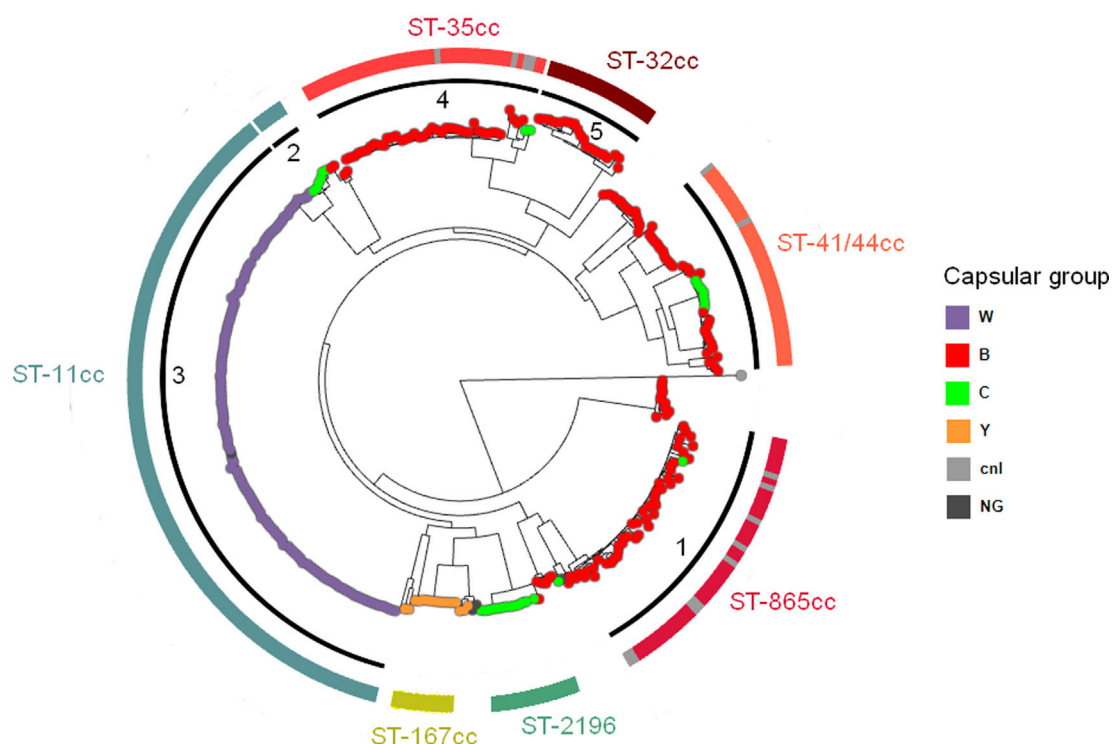 ST-35cc
ST-32cc
4
5
2
ST-41/44cc
Capsular group
W
B
C
Y
cnl
NG
ST-11cc
3
1
ST-865cc
ST-2196
ST-167cc